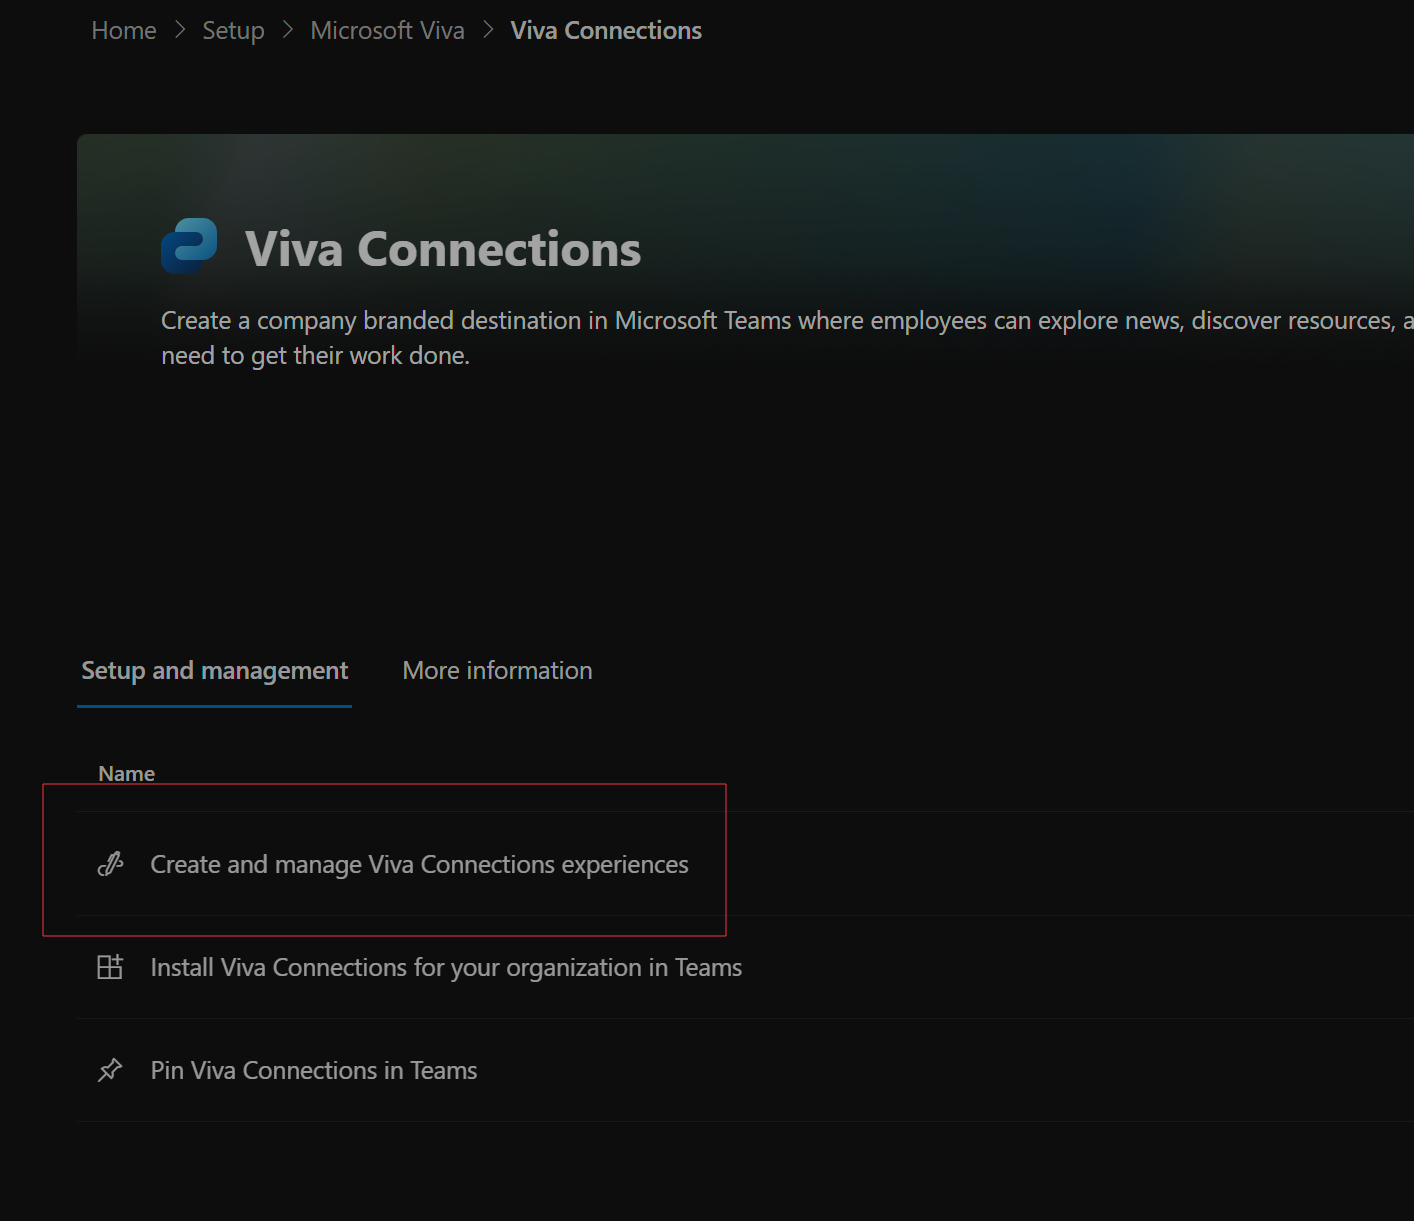 Home > Setup > Microsoft Viva > Viva Connections
Viva Connections
Create a company branded destination in Microsoft Teams where employees can explore news, discover resources,
need to get their work done.
Setup and management More information
Name
Create and manage Viva Connections experiences
Install Viva Connections for your organization in Teams
Pin Viva Connections in Teams